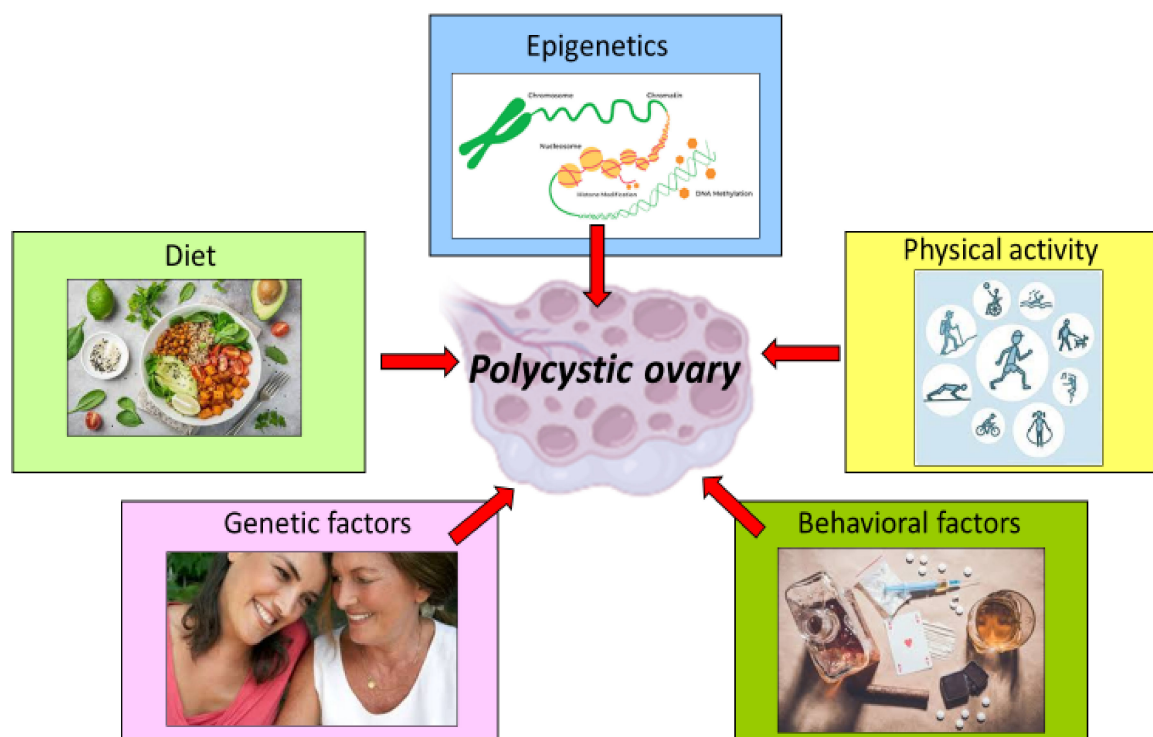 Epigenetics
Chromosome
Chromatin
Nucleosome
Histone Modification
DNA Methylation
Diet
Physical activity
Polycystic ovary
Genetic factors
Behavioral factors